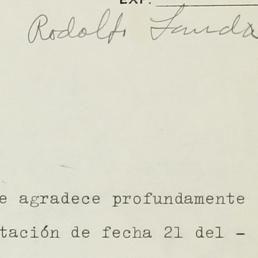 EXP.
Rodolfo Landa
e agradece profundamente
tación de fecha 21 del -